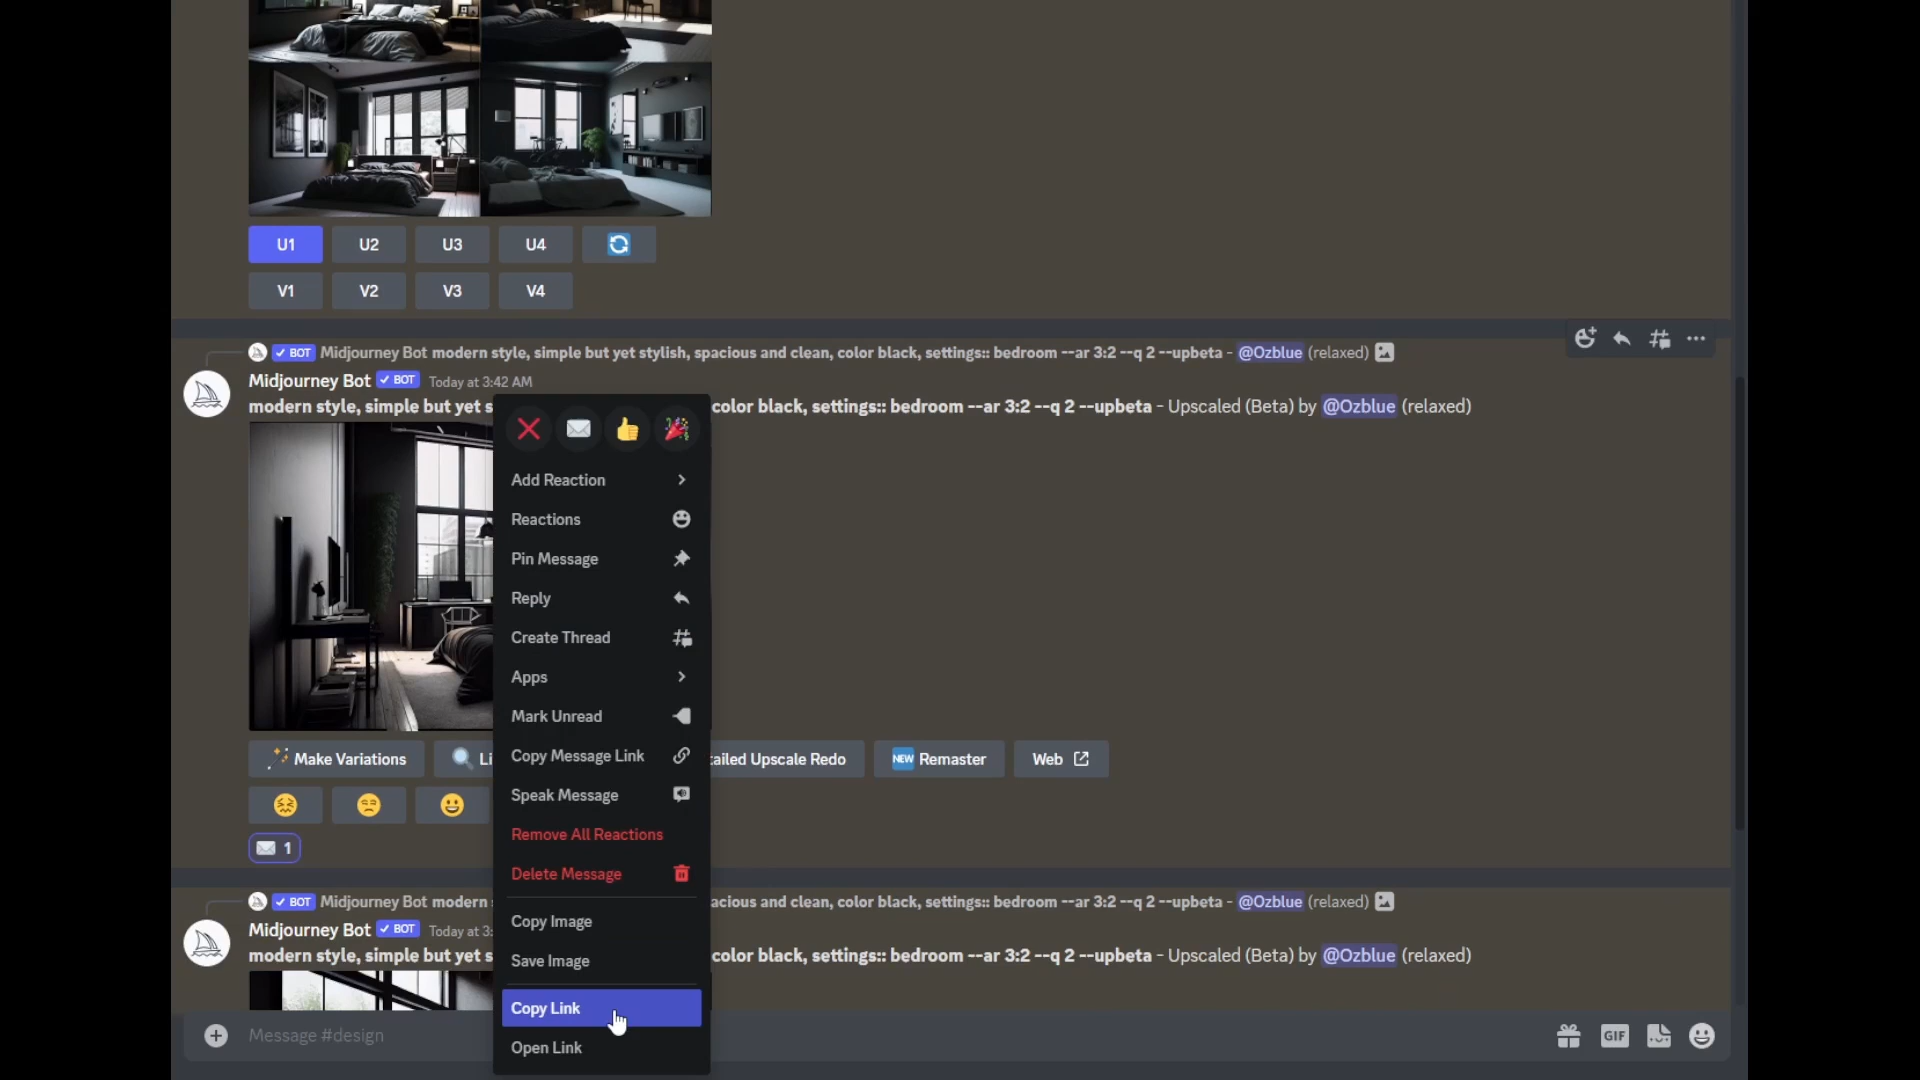 U1 U2 U3 U4
V1 V2 V3 V4
✓ BOT Midjourney Bot modern style, simple but yet stylish, spacious and clean, color black, settings:: bedroom --ar 3:2 --q 2 --upbeta - @Ozblue (relaxed)
Midjourney Bot ✓ BOT Today at 3:42 AM
modern style, simple but yet s color black, settings:: bedroom --ar 3:2 --q 2 --upbeta - Upscaled (Beta) by @Ozblue (relaxed)
Add Reaction
Reactions
Pin Message
Reply
Create Thread
Apps
Mark Unread
Copy Message Link
Speak Message
Remove All Reactions
Delete Message
Copy Image
Save Image
Copy Link
Open Link
Make Variations Li tailed Upscale Redo NEW Remaster Web
1
✓ BOT Midjourney Bot modern s acious and clean, color black, settings:: bedroom --ar 3:2 --q 2 --upbeta - @Ozblue (relaxed)
Midjourney Bot ✓ BOT Today at 3:
modern style, simple but yet s color black, settings:: bedroom --ar 3:2 --q 2 --upbeta - Upscaled (Beta) by @Ozblue (relaxed)
Message #design GIF